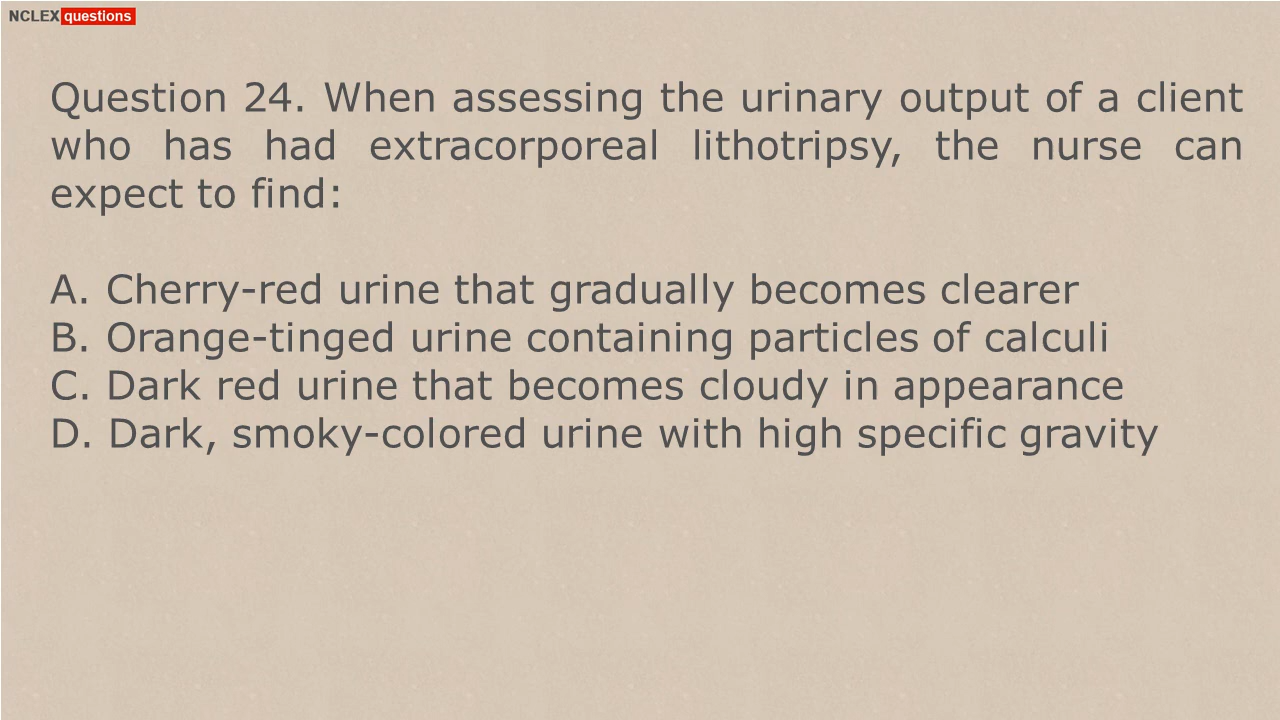 NCLEX questions
Question 24. When assessing the urinary output of a client
who has had extracorporeal lithotripsy, the nurse can
expect to find:
A. Cherry-red urine that gradually becomes clearer
B. Orange-tinged urine containing particles of calculi
C. Dark red urine that becomes cloudy in appearance
D. Dark, smoky-colored urine with high specific gravity